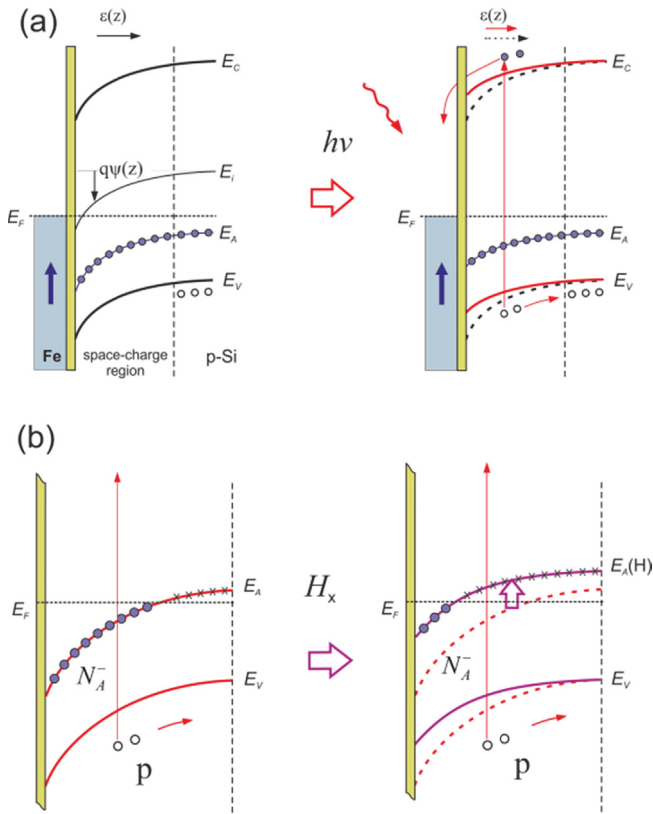 (a)
ε(z)
E_C
qψ(z)
E_i
E_F
E_A
E_V
Fe
space-charge
region
p-Si
hν
ε(z)
E_C
E_F
E_A
E_V
(b)
E_A
E_F
N_A^-
E_V
p
H_x
E_A(H)
E_F
N_A^-
E_V
p